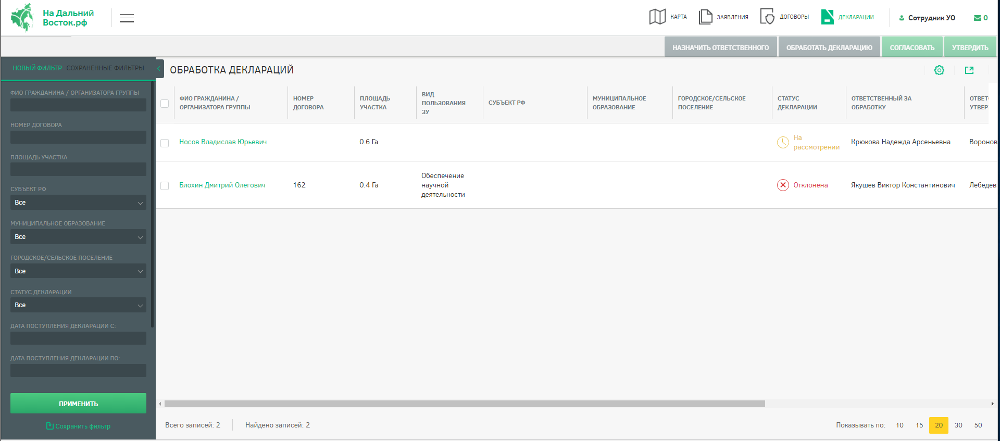 На Дальний
Восток.рф
КАРТА
ЗАЯВЛЕНИЯ
ДОГОВОРЫ
ДЕКЛАРАЦИИ
Сотрудник УО
0
НАЗНАЧИТЬ ОТВЕТСТВЕННОГО
ОБРАБОТАТЬ ДЕКЛАРАЦИЮ
СОГЛАСОВАТЬ
УТВЕРДИТЬ
НОВЫЙ ФИЛЬТР
СОХРАНЕННЫЕ ФИЛЬТРЫ
ФИО ГРАЖДАНИНА / ОРГАНИЗАТОРА ГРУППЫ
НОМЕР ДОГОВОРА
ПЛОЩАДЬ УЧАСТКА
СУБЪЕКТ РФ
Все
МУНИЦИПАЛЬНОЕ ОБРАЗОВАНИЕ
Все
ГОРОДСКОЕ/СЕЛЬСКОЕ ПОСЕЛЕНИЕ
Все
СТАТУС ДЕКЛАРАЦИИ
Все
ДАТА ПОСТУПЛЕНИЯ ДЕКЛАРАЦИИ С:
ДАТА ПОСТУПЛЕНИЯ ДЕКЛАРАЦИИ ПО:
ПРИМЕНИТЬ
Сохранить фильтр
ОБРАБОТКА ДЕКЛАРАЦИЙ
ФИО ГРАЖДАНИНА /
ОРГАНИЗАТОРА ГРУППЫ
НОМЕР
ДОГОВОРА
ПЛОЩАДЬ
УЧАСТКА
ВИД
ПОЛЬЗОВАНИЯ
ЗУ
СУБЪЕКТ РФ
МУНИЦИПАЛЬНОЕ
ОБРАЗОВАНИЕ
ГОРОДСКОЕ/СЕЛЬСКОЕ
ПОСЕЛЕНИЕ
СТАТУС
ДЕКЛАРАЦИИ
ОТВЕТСТВЕННЫЙ ЗА
ОБРАБОТКУ
ОТВЕТ
УТВЕР
Носов Владислав Юрьевич
0.6 Га
На
рассмотрении
Крюкова Надежда Арсеньевна
Воронов
Блохин Дмитрий Олегович
162
0.4 Га
Обеспечение
научной
деятельности
Отклонена
Якушев Виктор Константинович
Лебедев
Всего записей: 2
Найдено записей: 2
Показывать по:
10
15
20
30
50